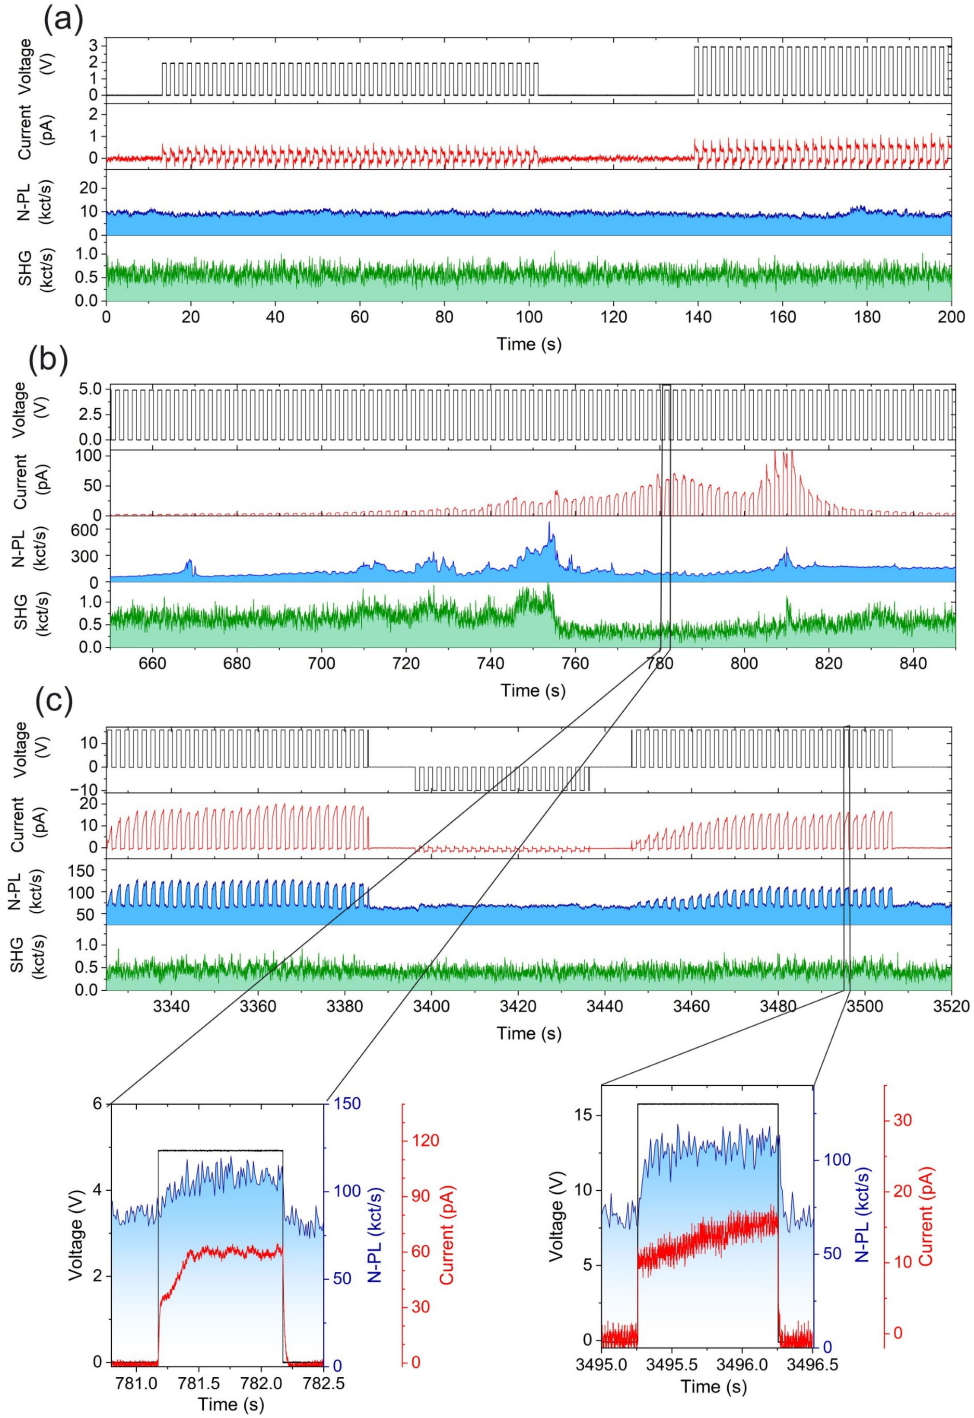 (a)
Voltage (V)
3
2
1
0
Current (pA)
2
1
0
N-PL (kct/s)
20
10
0
SHG (kct/s)
1.0
0.5
0.0
0 20 40 60 80 100 120 140 160 180 200
Time (s)
(b)
Voltage (V)
5.0
2.5
0.0
Current (pA)
100
50
0
N-PL (kct/s)
600
300
0
SHG (kct/s)
1.0
0.5
0.0
660 680 700 720 740 760 780 800 820 840
Time (s)
(c)
Voltage (V)
10
0
−10
Current (pA)
20
10
0
N-PL (kct/s)
150
100
50
SHG (kct/s)
1.0
0.5
0.0
3340 3360 3380 3400 3420 3440 3460 3480 3500 3520
Time (s)
Voltage (V)
6
4
2
0
781.0 781.5 782.0 782.5
Time (s)
150
100
50
0
N-PL (kct/s)
120
90
60
30
0
Current (pA)
Voltage (V)
15
10
5
0
3495.0 3495.5 3496.0 3496.5
Time (s)
100
50
0
N-PL (kct/s)
30
20
10
0
Current (pA)